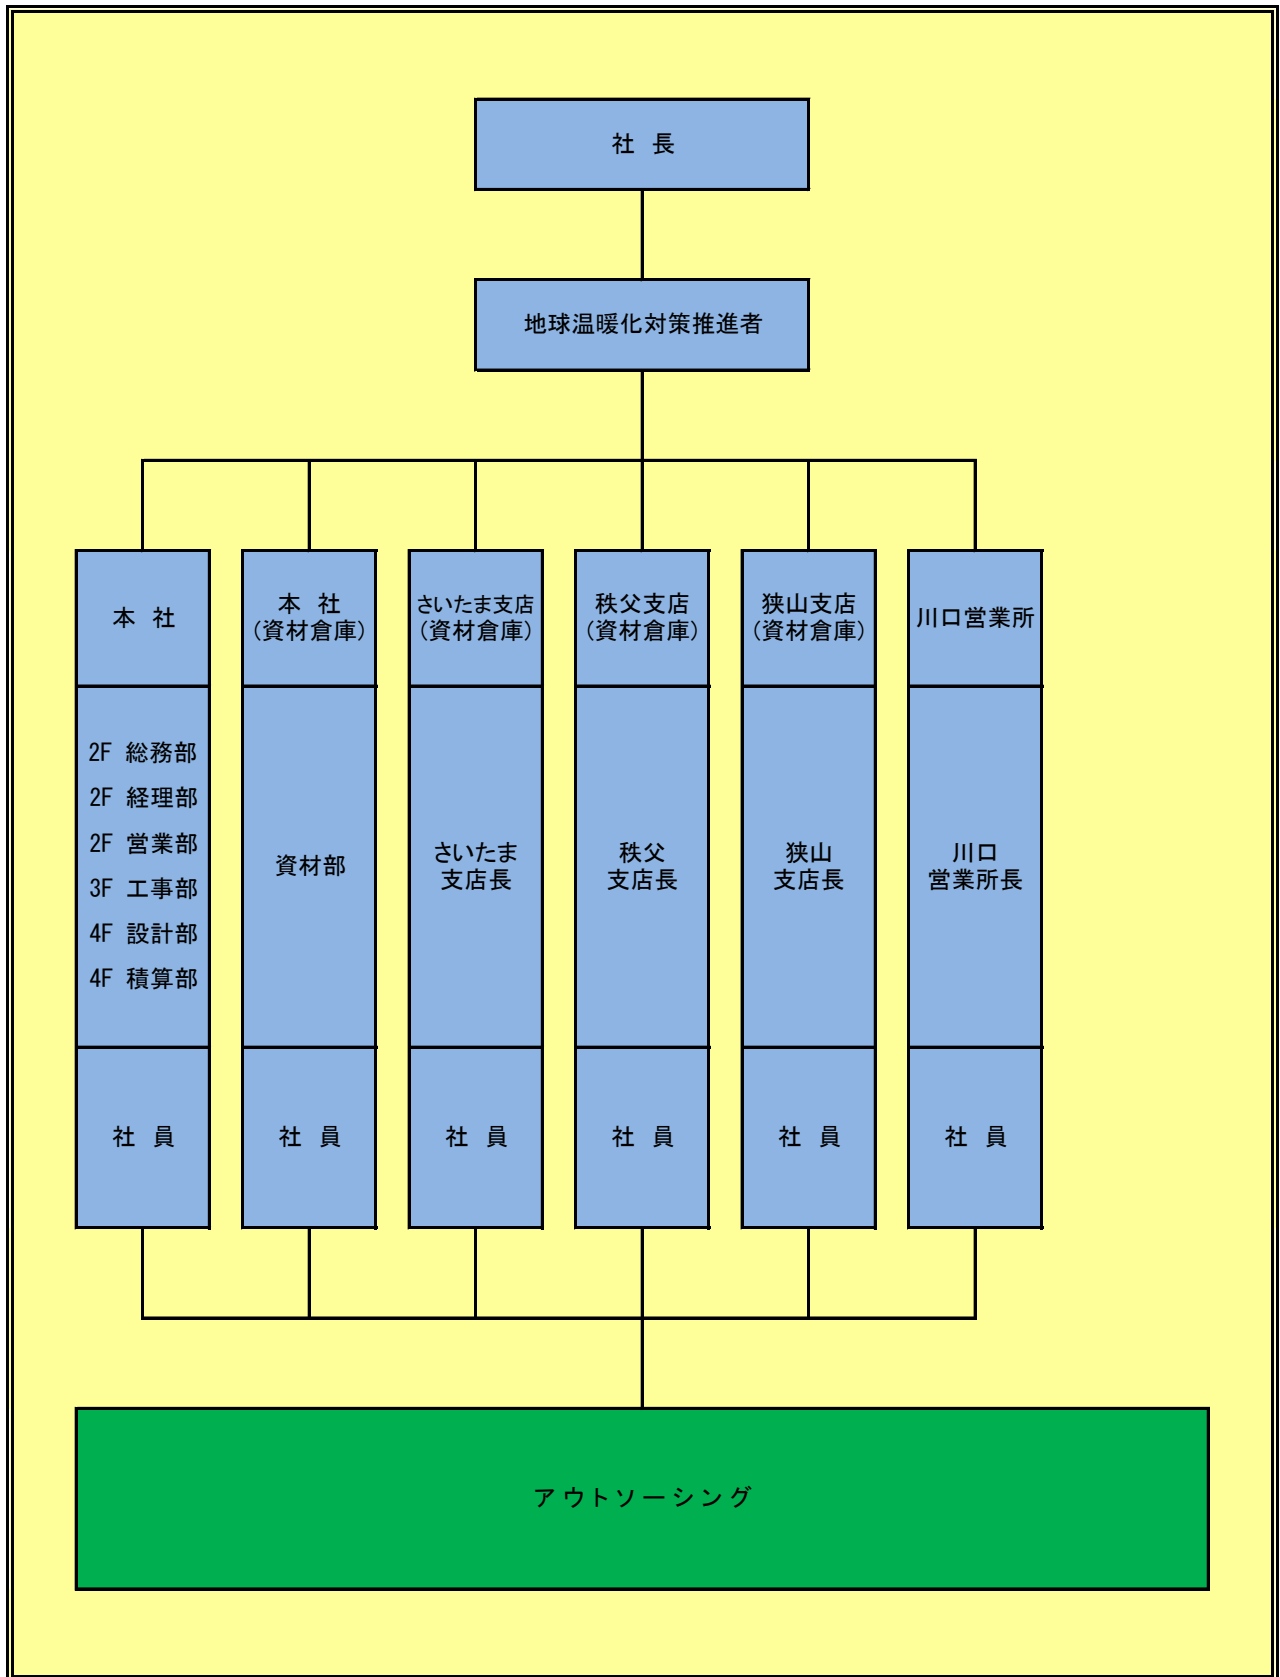 社 長
地球温暖化対策推進者
本 社
本 社
(資材倉庫)
さいたま支店
(資材倉庫)
秩父支店
(資材倉庫)
狭山支店
(資材倉庫)
川口営業所
2F 総務部
2F 経理部
2F 営業部
3F 工事部
4F 設計部
4F 積算部
資材部
さいたま
支店長
秩父
支店長
狭山
支店長
川口
営業所長
社 員
社 員
社 員
社 員
社 員
社 員
アウトソーシング